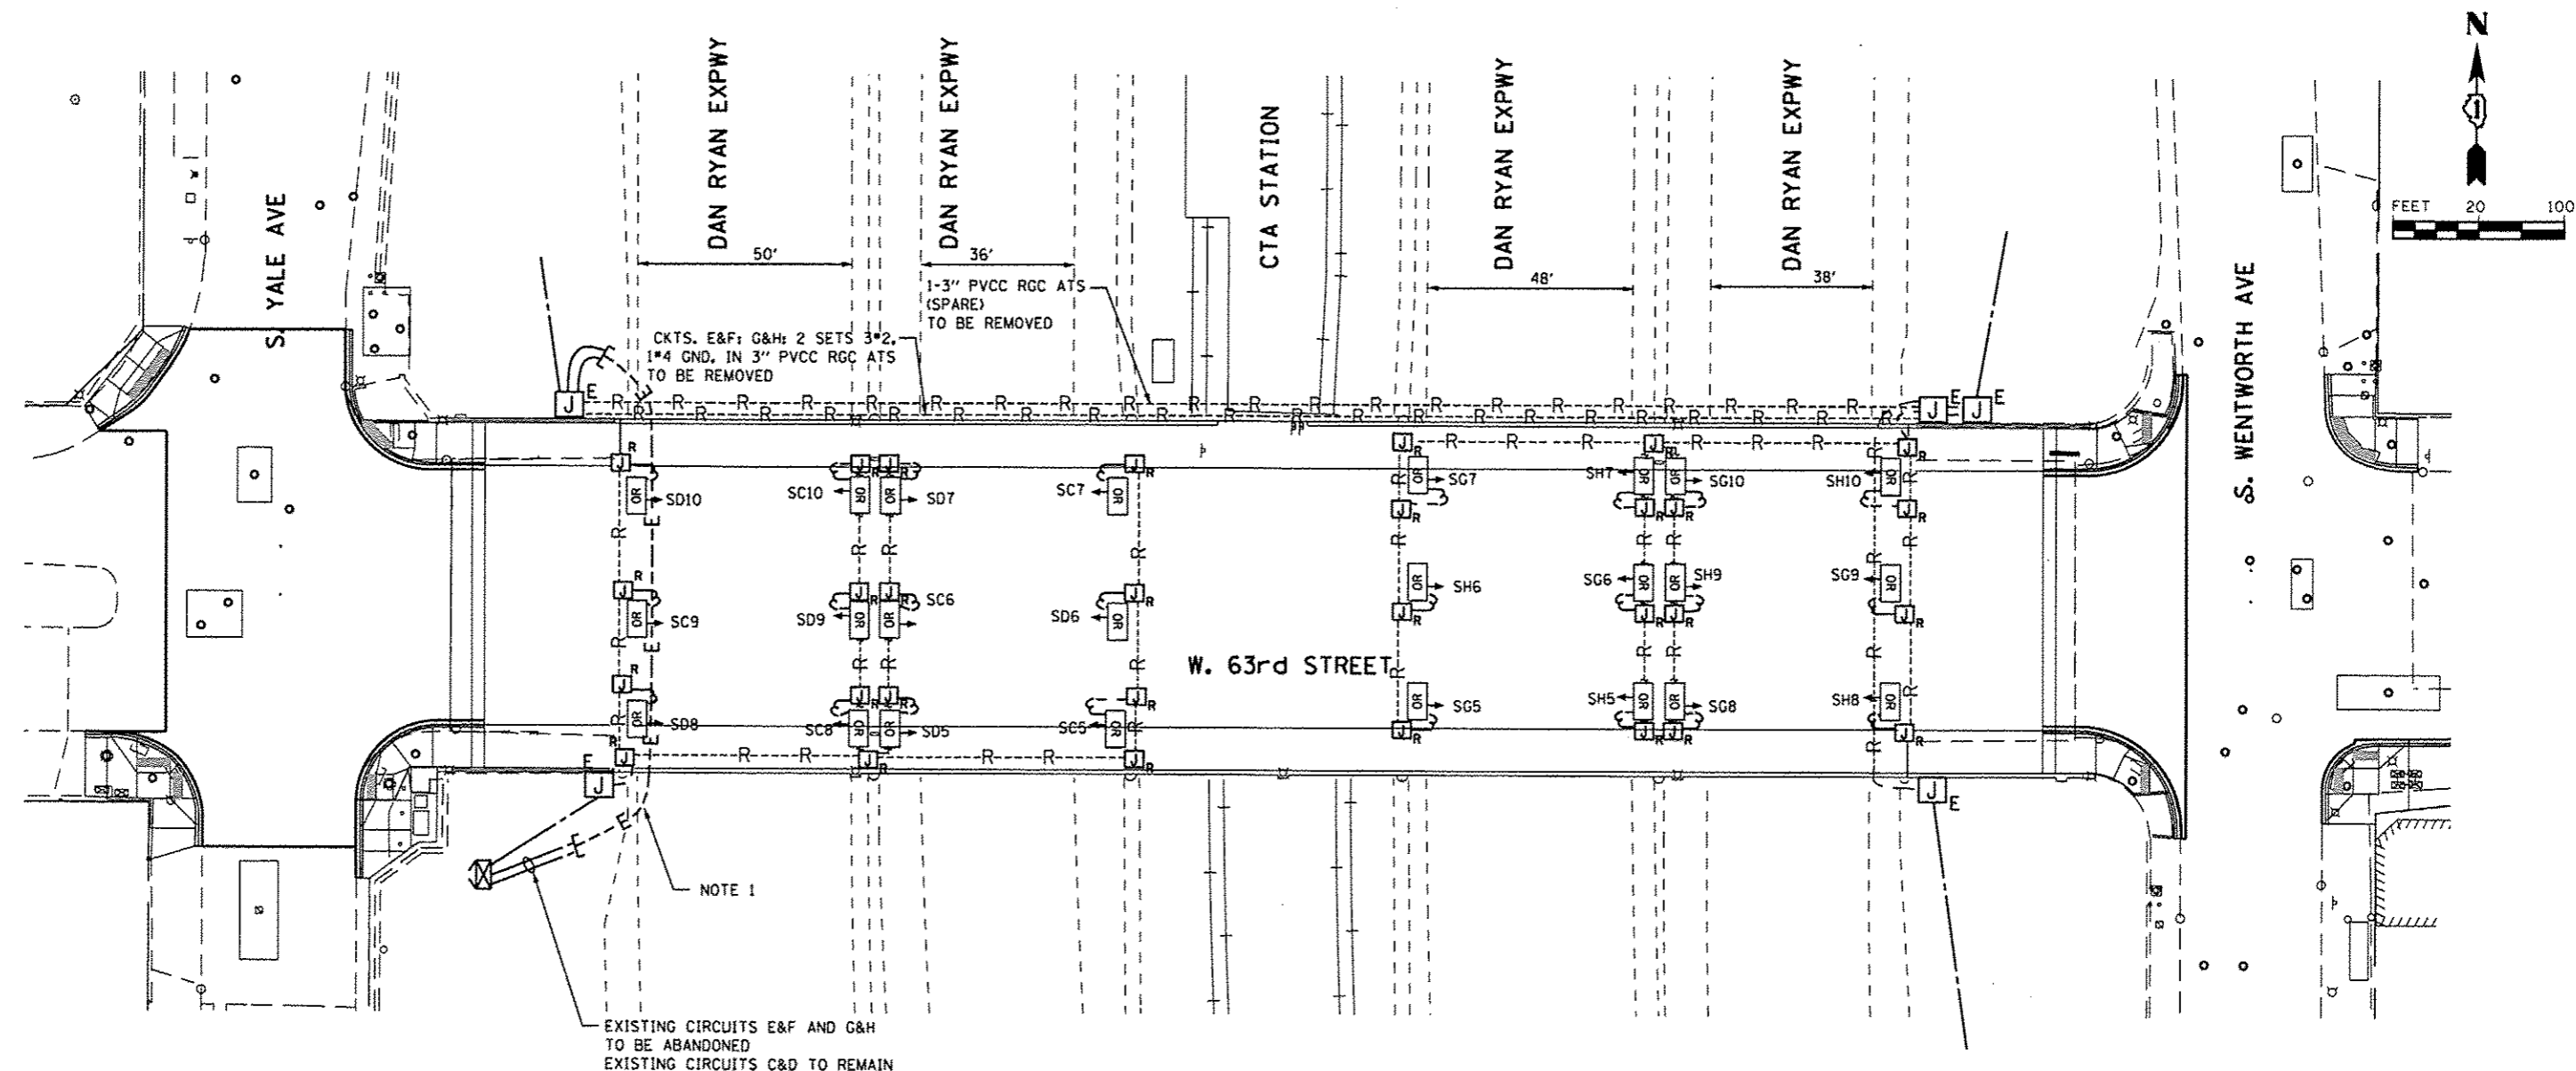 N
FEET 20 100
DAN RYAN EXPWY
DAN RYAN EXPWY
CTA STATION
DAN RYAN EXPWY
DAN RYAN EXPWY
S. YALE AVE
S. WENTWORTH AVE
50'
36'
48'
38'
1-3" PVCC RGC ATS
(SPARE)
TO BE REMOVED
CKTS. E&F; G&H; 2 SETS 3#2,
1#4 GND. IN 3" PVCC RGC ATS
TO BE REMOVED
J E
J E
J E
SD10
SC10
SD7
SC7
SG7
SH7
SG10
SH10
SC9
SD9
SC6
SD6
SH6
SG6
SH9
SG9
W. 63rd STREET
SD8
SC8
SD5
SC5
SG5
SH5
SG8
SH8
E
J
J E
NOTE 1
EXISTING CIRCUITS E&F AND G&H
TO BE ABANDONED
EXISTING CIRCUITS C&D TO REMAIN